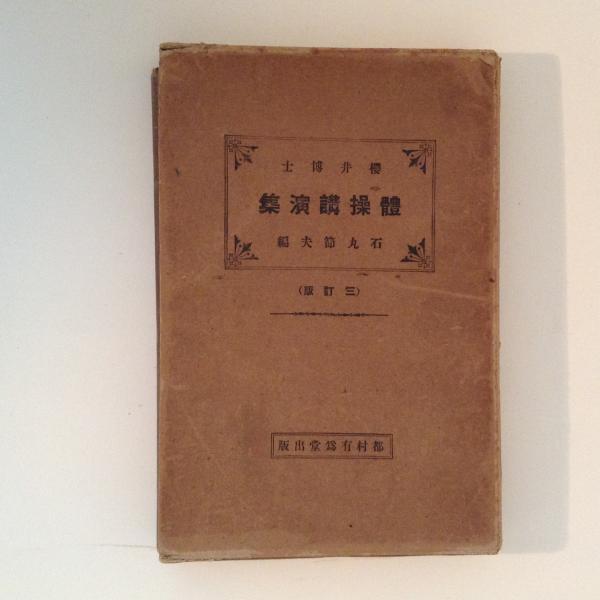 櫻井博士
體操講演集
石丸節夫編
(三訂版)
都村有爲堂出版